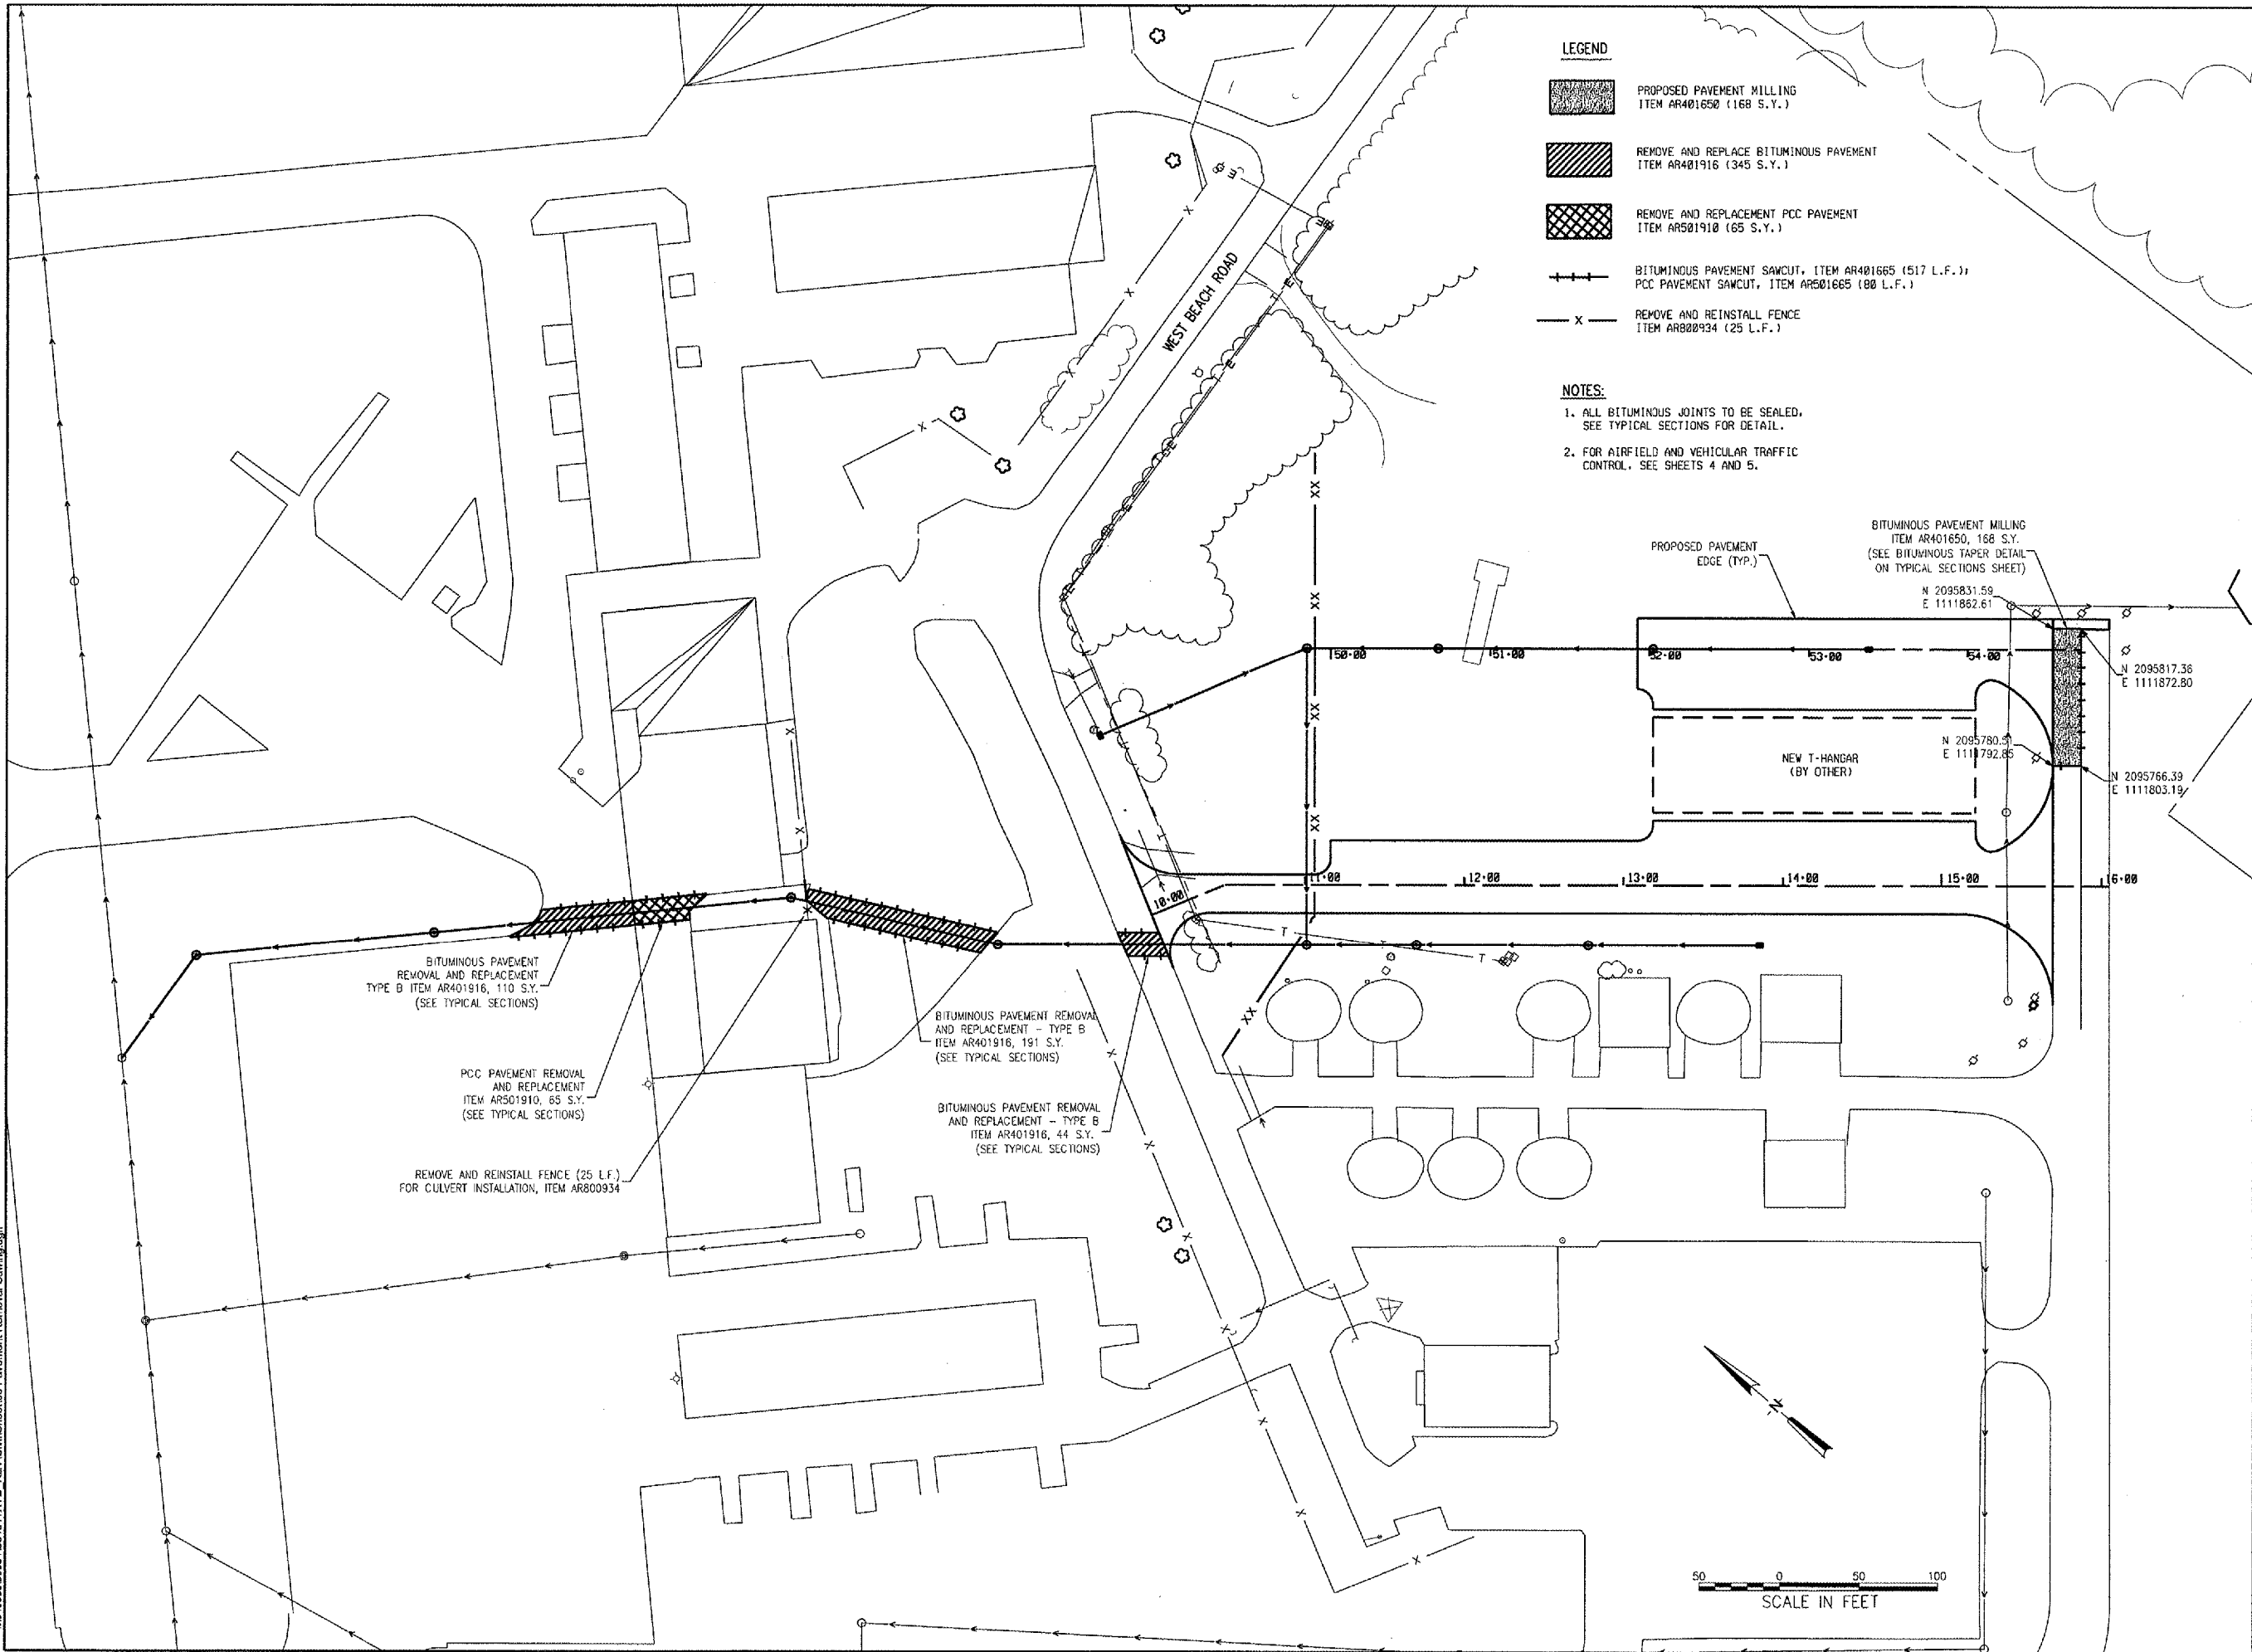 LEGEND
PROPOSED PAVEMENT MILLING
ITEM AR401650 (168 S.Y.)
REMOVE AND REPLACE BITUMINOUS PAVEMENT
ITEM AR401916 (345 S.Y.)
REMOVE AND REPLACEMENT PCC PAVEMENT
ITEM AR501910 (65 S.Y.)
BITUMINOUS PAVEMENT SAWCUT, ITEM AR401665 (517 L.F.);
PCC PAVEMENT SAWCUT, ITEM AR501665 (80 L.F.)
X
REMOVE AND REINSTALL FENCE
ITEM AR800934 (25 L.F.)
NOTES:
1. ALL BITUMINOUS JOINTS TO BE SEALED,
SEE TYPICAL SECTIONS FOR DETAIL.
2. FOR AIRFIELD AND VEHICULAR TRAFFIC
CONTROL, SEE SHEETS 4 AND 5.
WEST BEACH ROAD
PROPOSED PAVEMENT
EDGE (TYP.)
BITUMINOUS PAVEMENT MILLING
ITEM AR401650, 168 S.Y.
(SEE BITUMINOUS TAPER DETAIL
ON TYPICAL SECTIONS SHEET)
N 2095831.59
E 1111862.61
50+00
51+00
52+00
53+00
54+00
N 2095817.36
E 1111872.80
N 2095780.51
E 1111792.85
NEW T-HANGAR
(BY OTHER)
N 2095766.39
E 1111803.19
10+00
11+00
12+00
13+00
14+00
15+00
16+00
BITUMINOUS PAVEMENT
REMOVAL AND REPLACEMENT
TYPE B ITEM AR401916, 110 S.Y.
(SEE TYPICAL SECTIONS)
BITUMINOUS PAVEMENT REMOVAL
AND REPLACEMENT - TYPE B
ITEM AR401916, 191 S.Y.
(SEE TYPICAL SECTIONS)
PCC PAVEMENT REMOVAL
AND REPLACEMENT
ITEM AR501910, 65 S.Y.
(SEE TYPICAL SECTIONS)
BITUMINOUS PAVEMENT REMOVAL
AND REPLACEMENT - TYPE B
ITEM AR401916, 44 S.Y.
(SEE TYPICAL SECTIONS)
REMOVE AND REINSTALL FENCE (25 L.F.)
FOR CULVERT INSTALLATION, ITEM AR800934
N
50 0 50 100
SCALE IN FEET